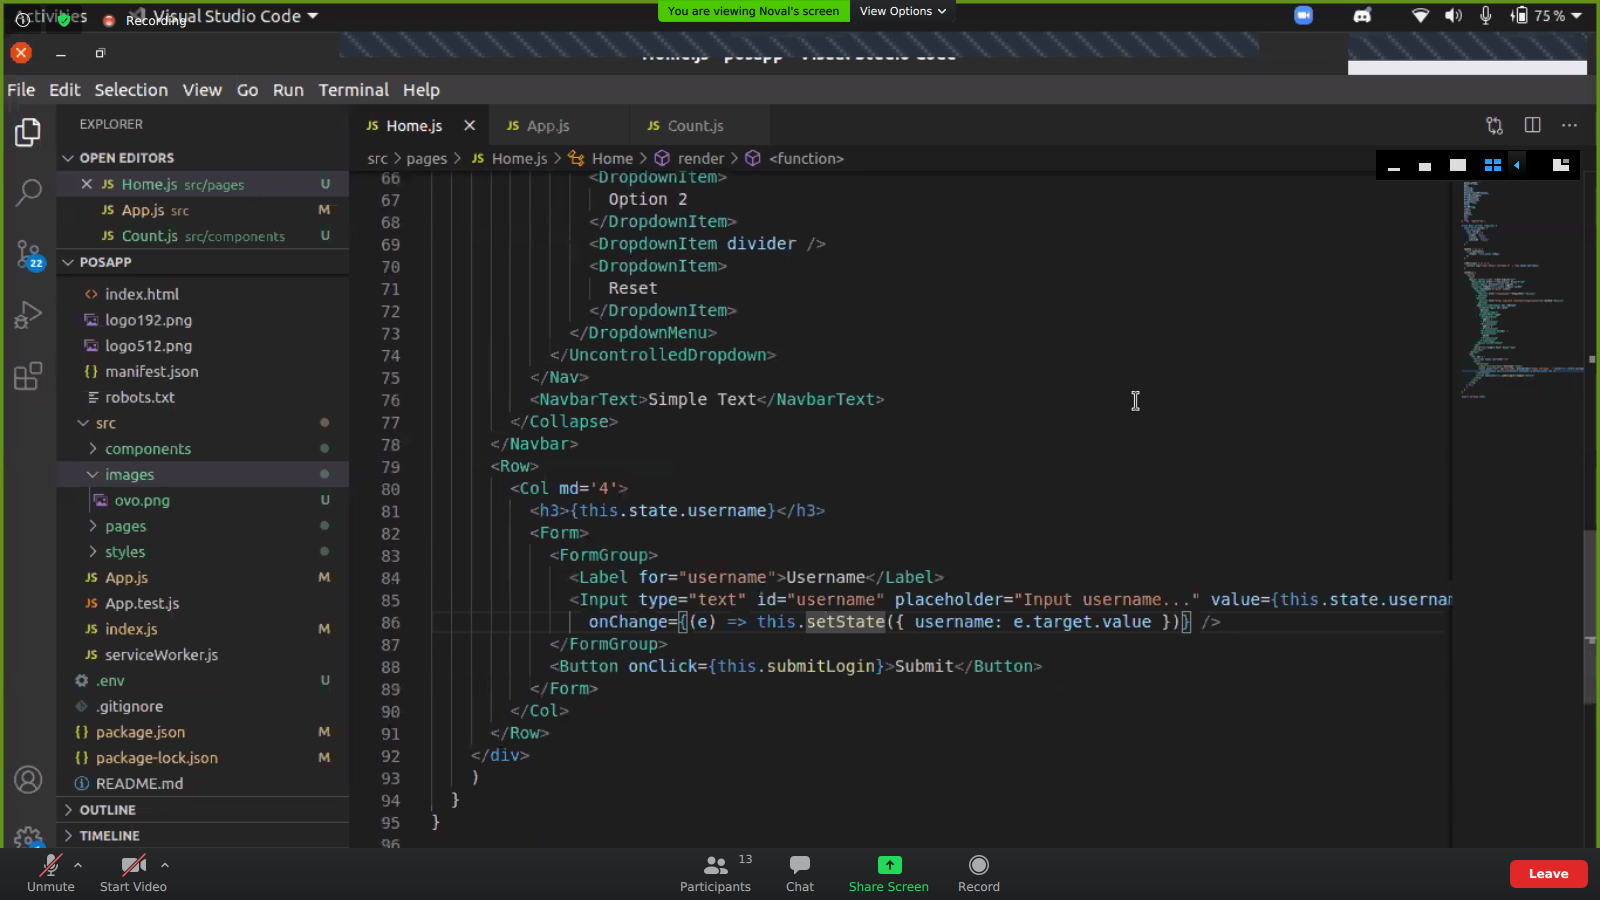 Activities
Recording
Visual Studio Code
You are viewing Noval's screen
View Options
75 %
Home.js - posapp - Visual Studio Code
File Edit Selection View Go Run Terminal Help
EXPLORER
OPEN EDITORS
Home.js src/pages U
App.js src M
Count.js src/components U
POSAPP
index.html
logo192.png
logo512.png
manifest.json
robots.txt
src
components
images
ovo.png U
pages
styles
App.js M
App.test.js
index.js M
serviceWorker.js
.env U
.gitignore
package.json M
package-lock.json M
README.md
OUTLINE
TIMELINE
22
JS Home.js
JS App.js
JS Count.js
src > pages > JS Home.js > Home > render > <function>
66 <DropdownItem>
67 Option 2
68 </DropdownItem>
69 <DropdownItem divider />
70 <DropdownItem>
71 Reset
72 </DropdownItem>
73 </DropdownMenu>
74 </UncontrolledDropdown>
75 </Nav>
76 <NavbarText>Simple Text</NavbarText>
77 </Collapse>
78 </Navbar>
79 <Row>
80 <Col md='4'>
81 <h3>{this.state.username}</h3>
82 <Form>
83 <FormGroup>
84 <Label for="username">Username</Label>
85 <Input type="text" id="username" placeholder="Input username..." value={this.state.usernam
86 onChange={(e) => this.setState({ username: e.target.value })} />
87 </FormGroup>
88 <Button onClick={this.submitLogin}>Submit</Button>
89 </Form>
90 </Col>
91 </Row>
92 </div>
93 )
94 }
95 }
96
Unmute
Start Video
Participants 13
Chat
Share Screen
Record
Leave